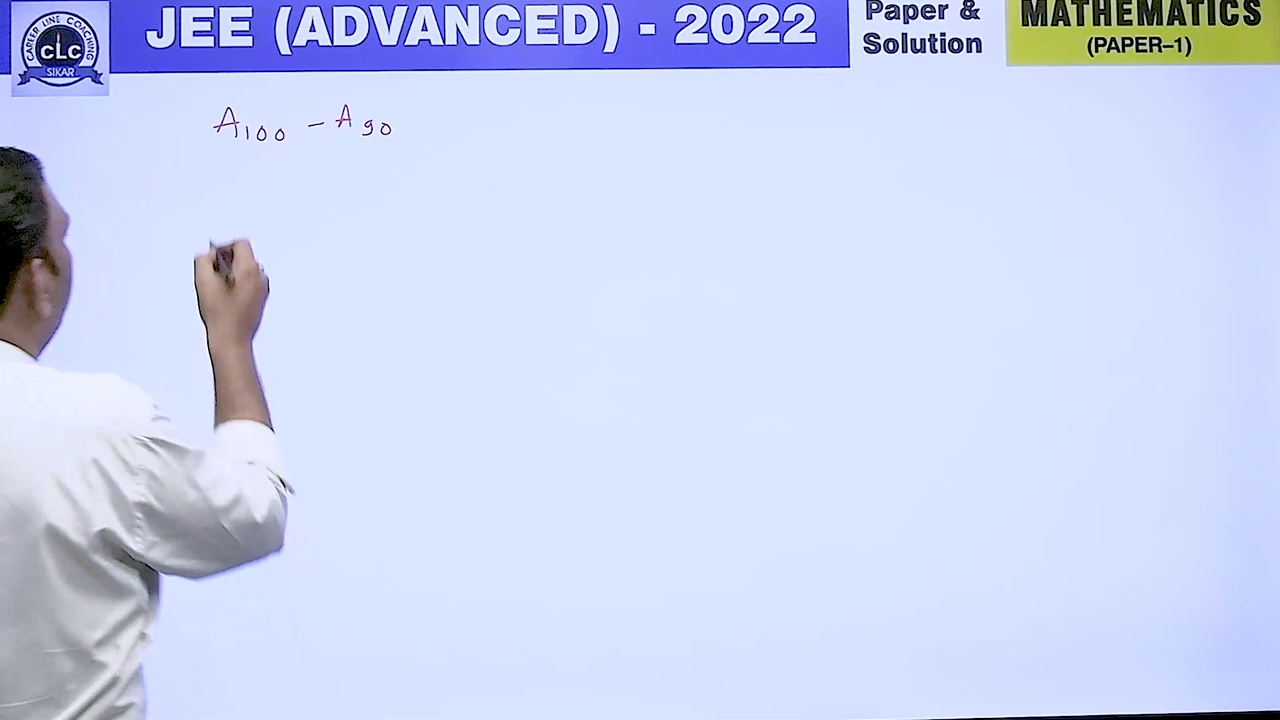 CAREER LINE COACHING
CLC
SIKAR
JEE (ADVANCED) - 2022
Paper &
Solution
MATHEMATICS
(PAPER–1)
A₁₀₀ – A₉₀